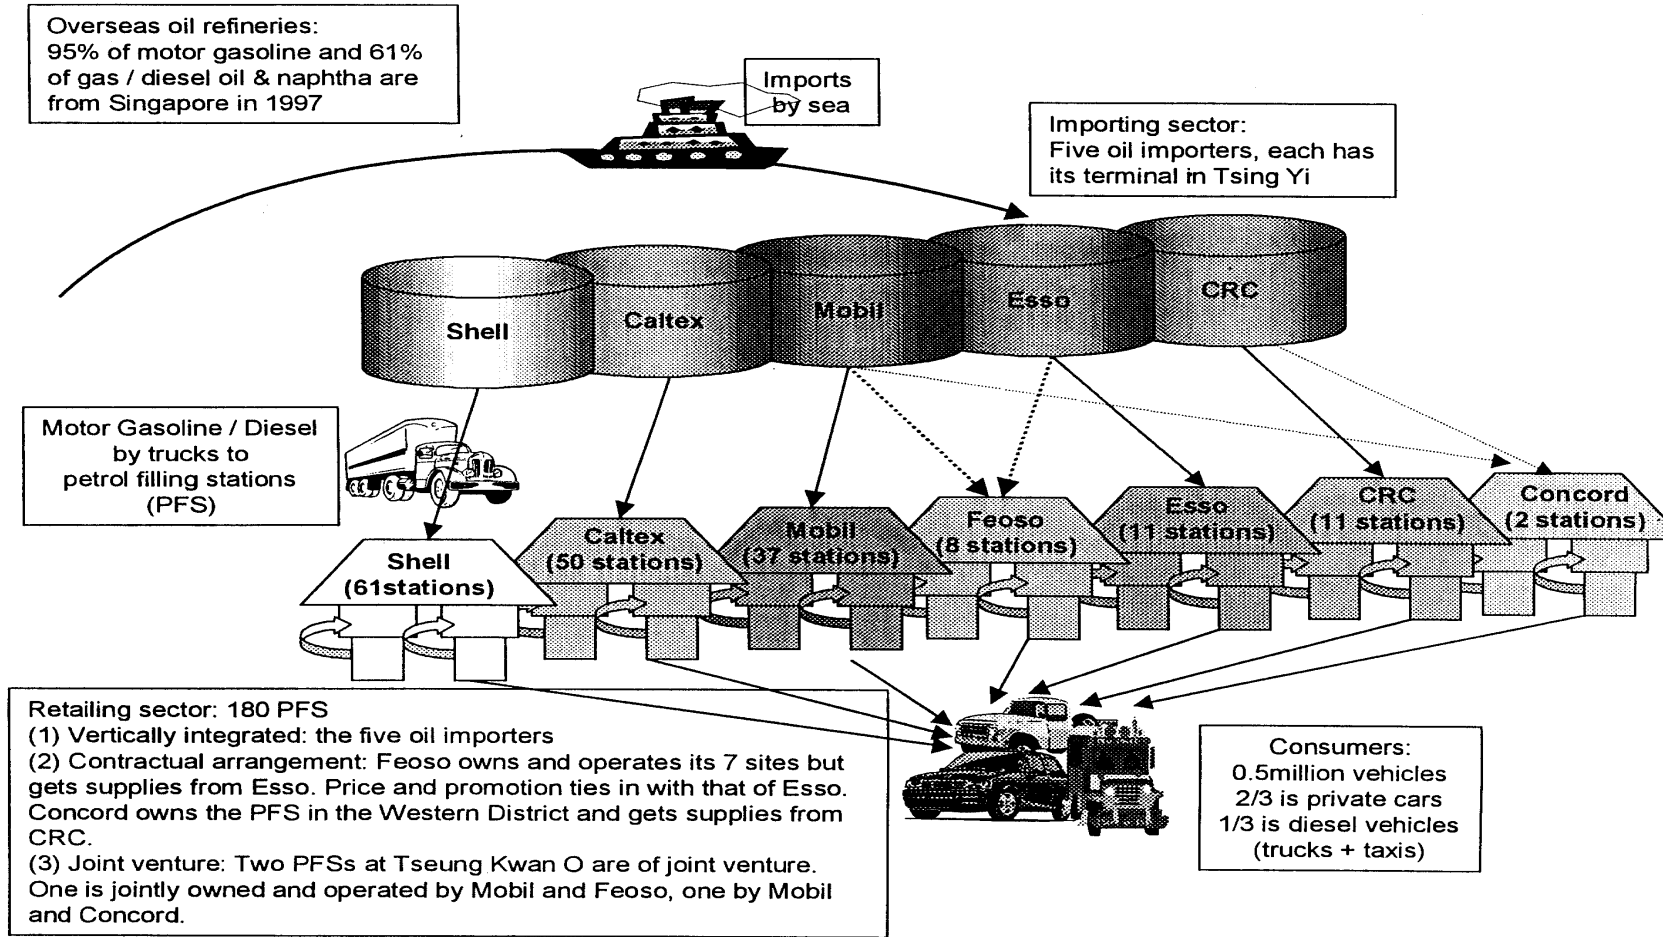 Overseas oil refineries:
95% of motor gasoline and 61%
of gas / diesel oil & naphtha are
from Singapore in 1997
Imports
by sea
Importing sector:
Five oil importers, each has
its terminal in Tsing Yi
Shell
Caltex
Mobil
Esso
CRC
Motor Gasoline / Diesel
by trucks to
petrol filling stations
(PFS)
Shell
(61stations)
Caltex
(50 stations)
Mobil
(37 stations)
Feoso
(8 stations)
Esso
(11 stations)
CRC
(11 stations)
Concord
(2 stations)
Retailing sector: 180 PFS
(1) Vertically integrated: the five oil importers
(2) Contractual arrangement: Feoso owns and operates its 7 sites but
gets supplies from Esso. Price and promotion ties in with that of Esso.
Concord owns the PFS in the Western District and gets supplies from
CRC.
(3) Joint venture: Two PFSs at Tseung Kwan O are of joint venture.
One is jointly owned and operated by Mobil and Feoso, one by Mobil
and Concord.
Consumers:
0.5million vehicles
2/3 is private cars
1/3 is diesel vehicles
(trucks + taxis)